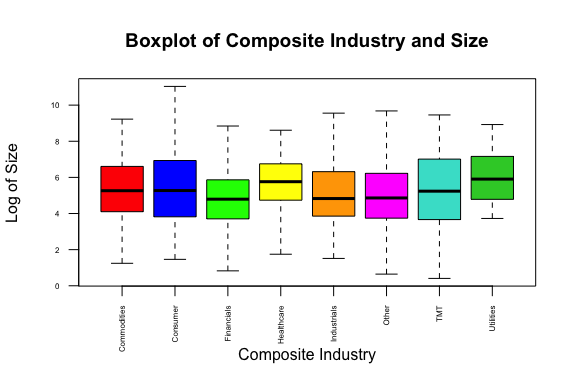 Boxplot of Composite Industry and Size
Log of Size
10
8
6
4
2
0
Commodities
Consumer
Financials
Healthcare
Industrials
Other
TMT
Utilities
Composite Industry